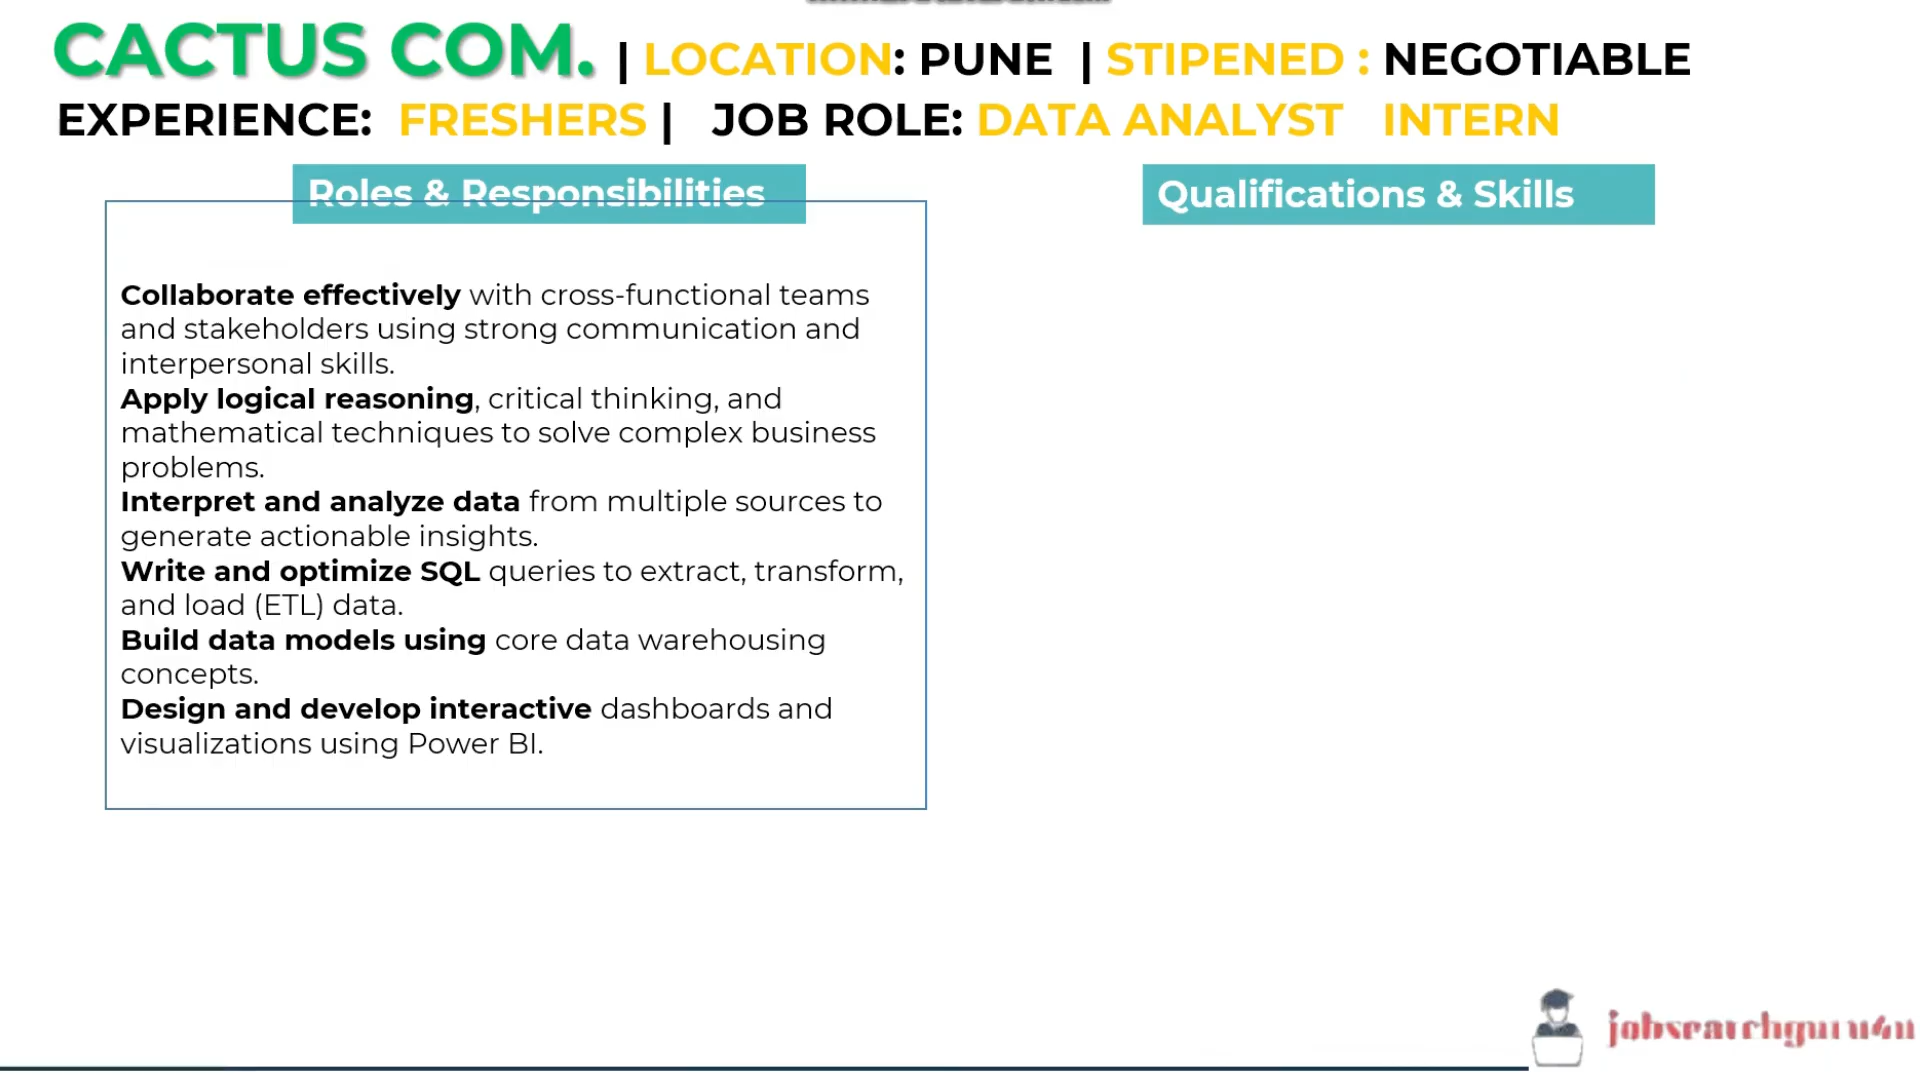 CACTUS COM. | LOCATION: PUNE | STIPENED : NEGOTIABLE
EXPERIENCE: FRESHERS | JOB ROLE: DATA ANALYST INTERN
Roles & Responsibilities
Collaborate effectively with cross-functional teams
and stakeholders using strong communication and
interpersonal skills.
Apply logical reasoning, critical thinking, and
mathematical techniques to solve complex business
problems.
Interpret and analyze data from multiple sources to
generate actionable insights.
Write and optimize SQL queries to extract, transform,
and load (ETL) data.
Build data models using core data warehousing
concepts.
Design and develop interactive dashboards and
visualizations using Power BI.
Qualifications & Skills
jobsearchguru4u